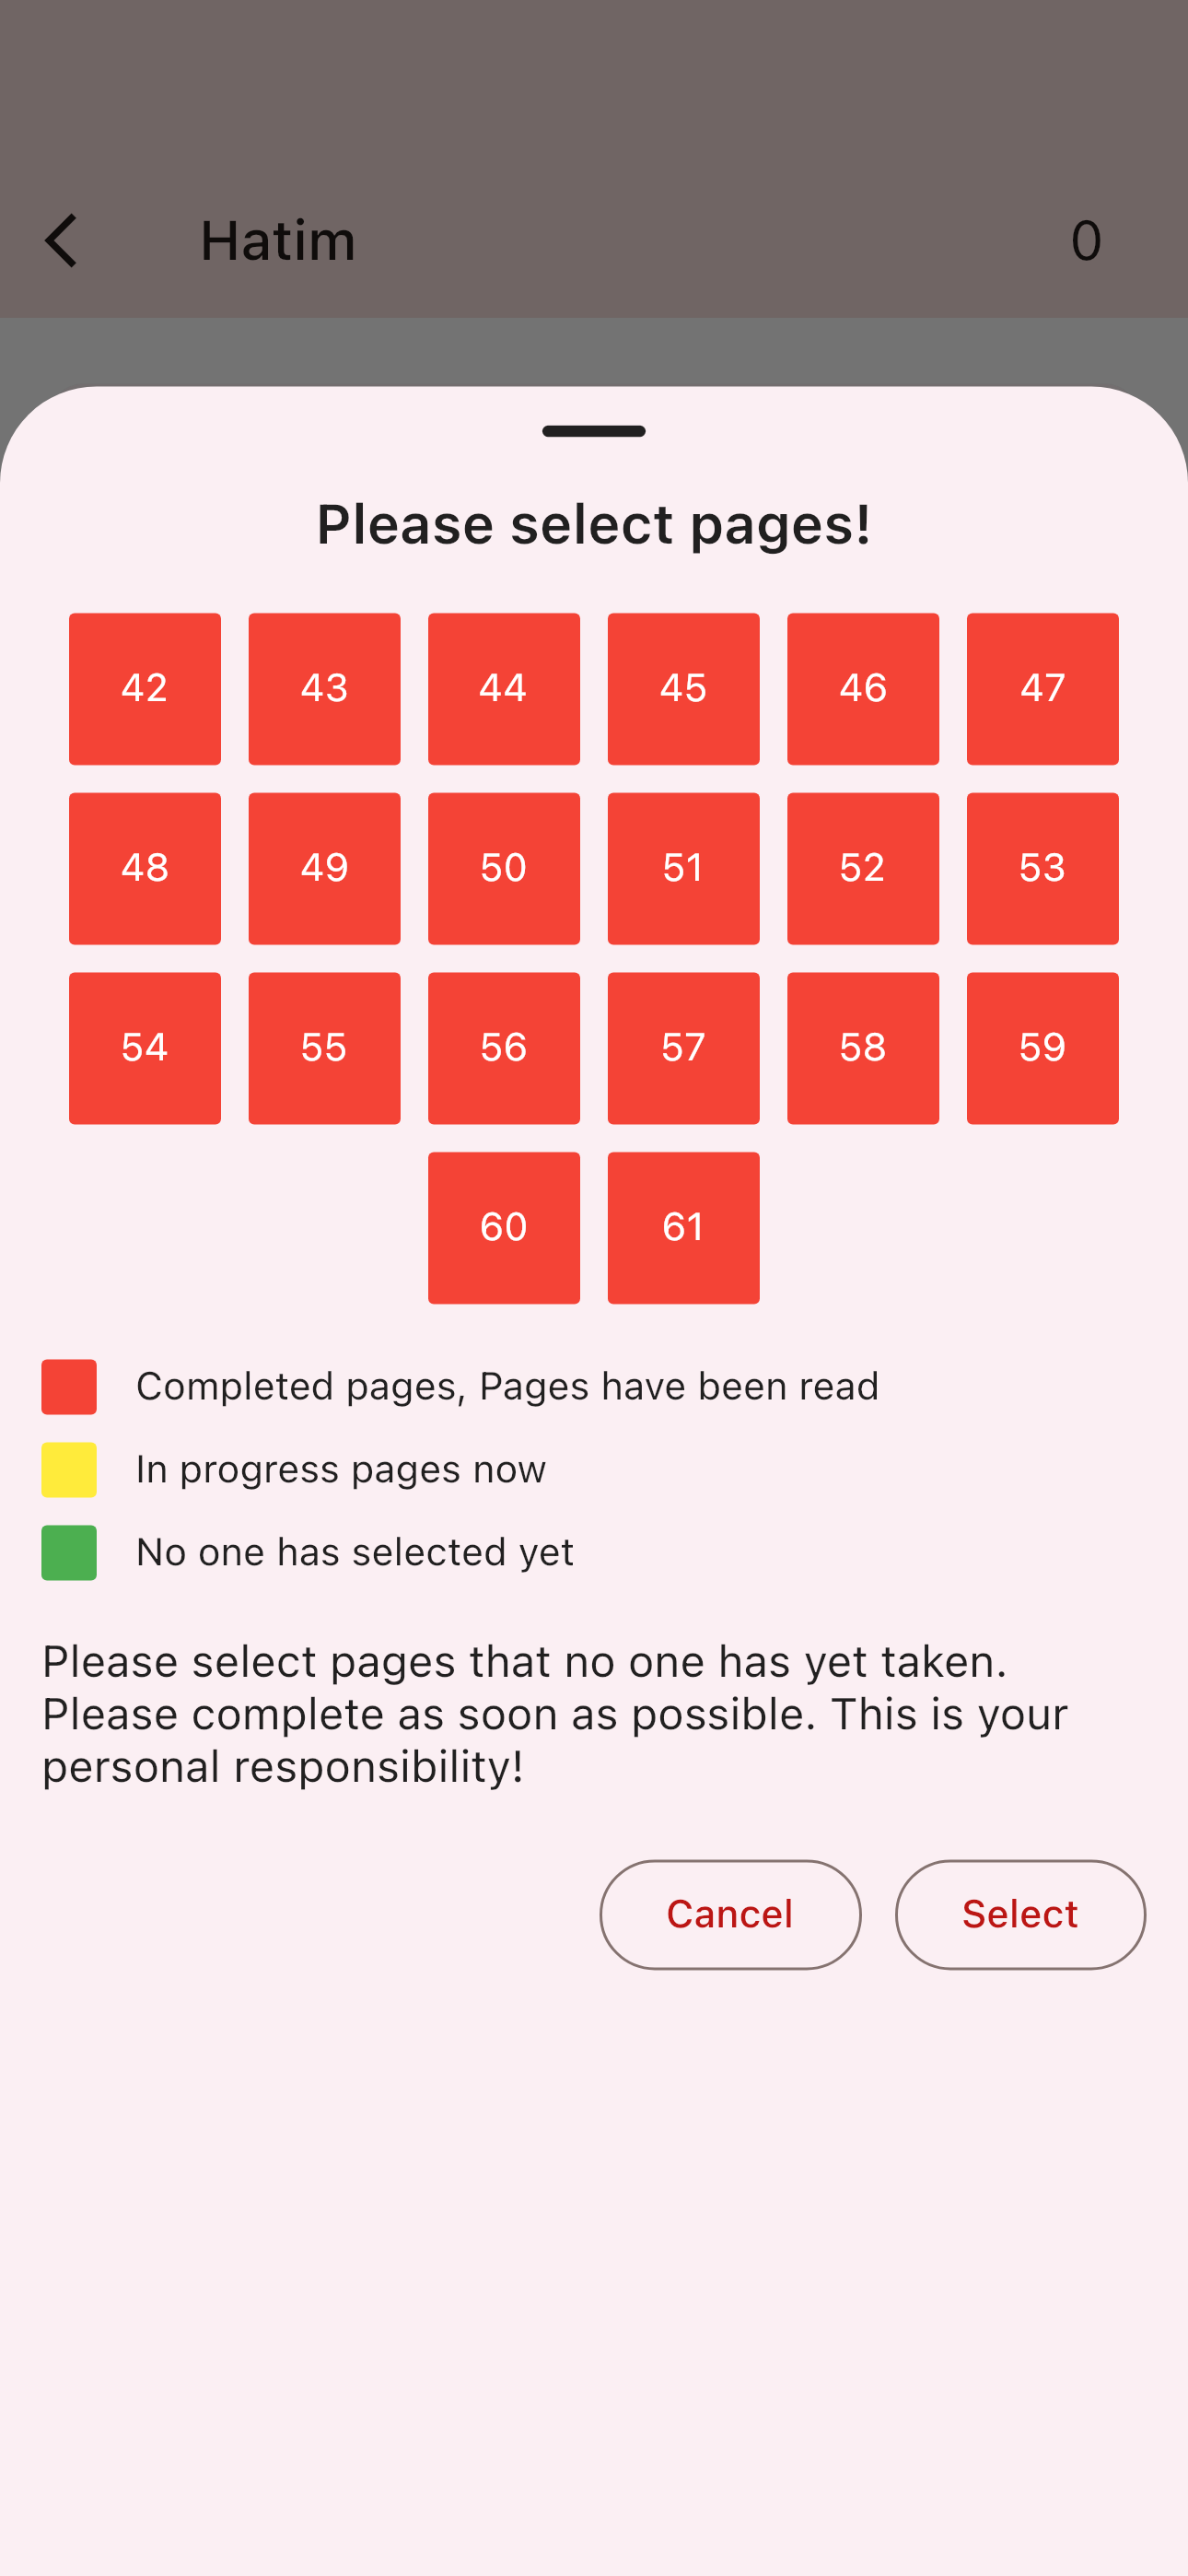 Hatim 0
Please select pages!
42 43 44 45 46 47
48 49 50 51 52 53
54 55 56 57 58 59
60 61
Completed pages, Pages have been read
In progress pages now
No one has selected yet
Please select pages that no one has yet taken.
Please complete as soon as possible. This is your
personal responsibility!
Cancel Select